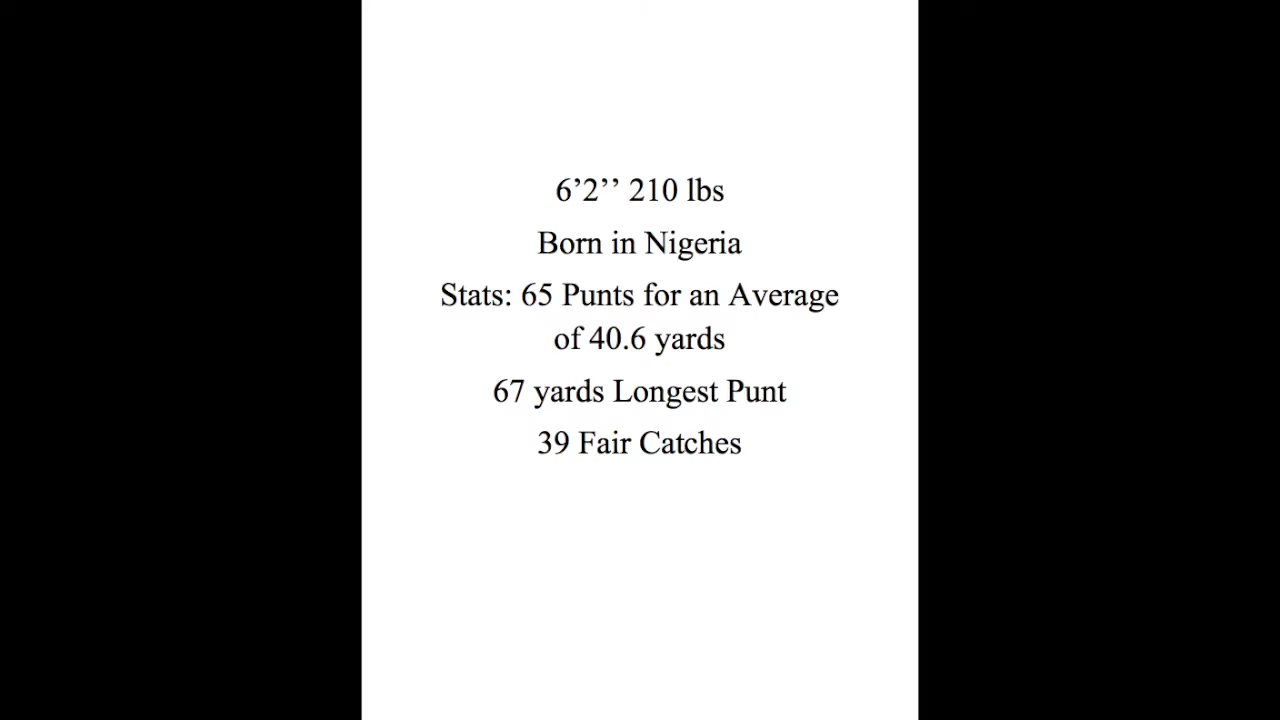 6’2’’ 210 lbs
Born in Nigeria
Stats: 65 Punts for an Average
of 40.6 yards
67 yards Longest Punt
39 Fair Catches